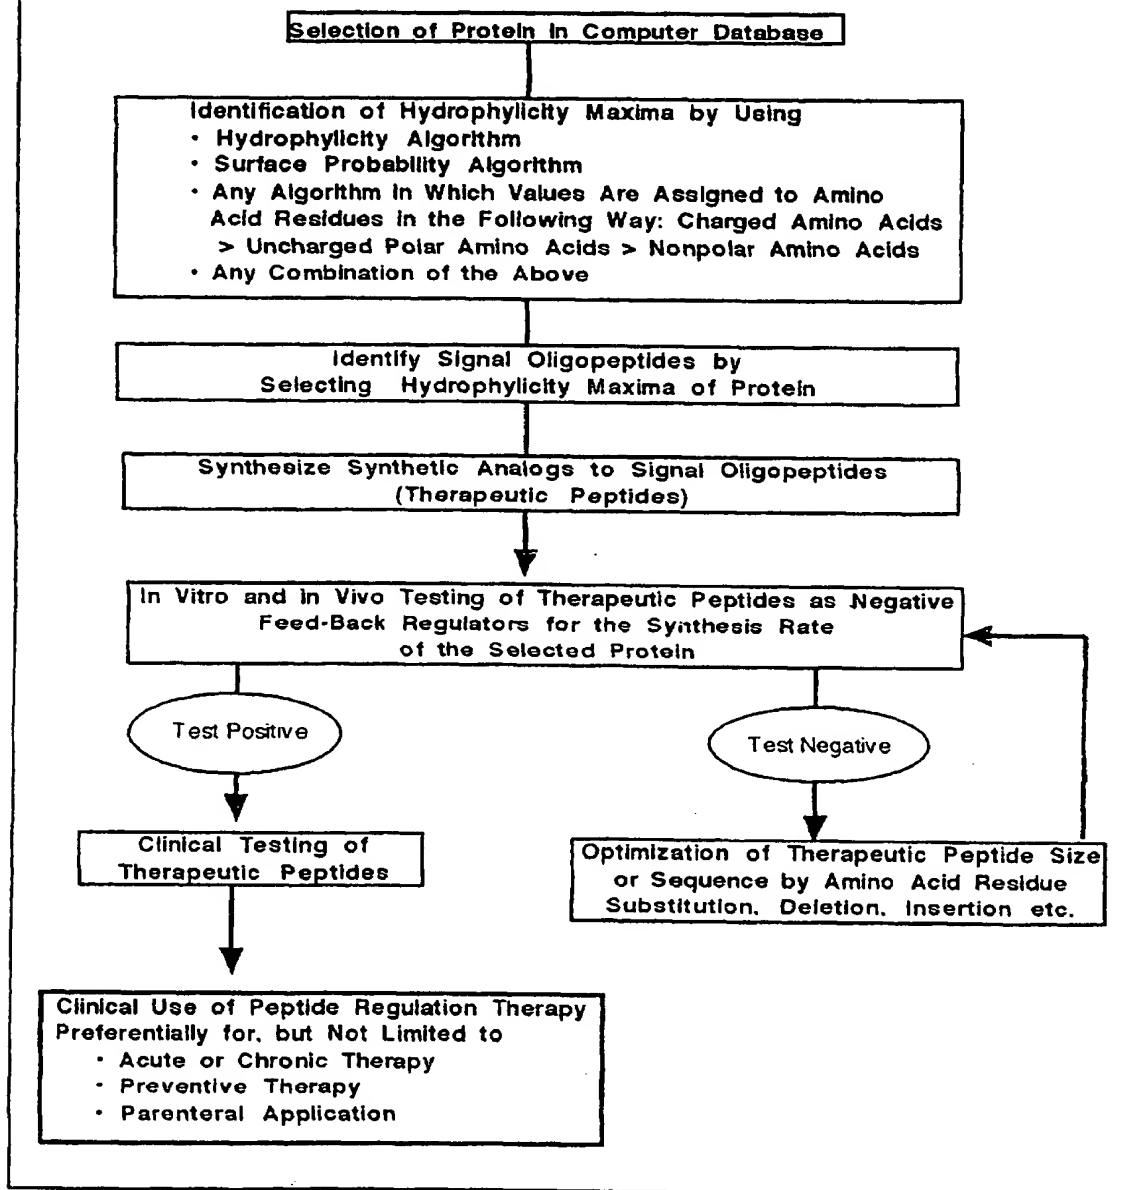 Selection of Protein in Computer Database
Identification of Hydrophylicity Maxima by Using
• Hydrophylicity Algorithm
• Surface Probability Algorithm
• Any Algorithm in Which Values Are Assigned to Amino
Acid Residues in the Following Way: Charged Amino Acids
> Uncharged Polar Amino Acids > Nonpolar Amino Acids
• Any Combination of the Above
Identify Signal Oligopeptides by
Selecting Hydrophylicity Maxima of Protein
Synthesize Synthetic Analogs to Signal Oligopeptides
(Therapeutic Peptides)
In Vitro and in Vivo Testing of Therapeutic Peptides as Negative
Feed-Back Regulators for the Synthesis Rate
of the Selected Protein
Test Positive
Test Negative
Clinical Testing of
Therapeutic Peptides
Optimization of Therapeutic Peptide Size
or Sequence by Amino Acid Residue
Substitution, Deletion, Insertion etc.
Clinical Use of Peptide Regulation Therapy
Preferentially for, but Not Limited to
• Acute or Chronic Therapy
• Preventive Therapy
• Parenteral Application